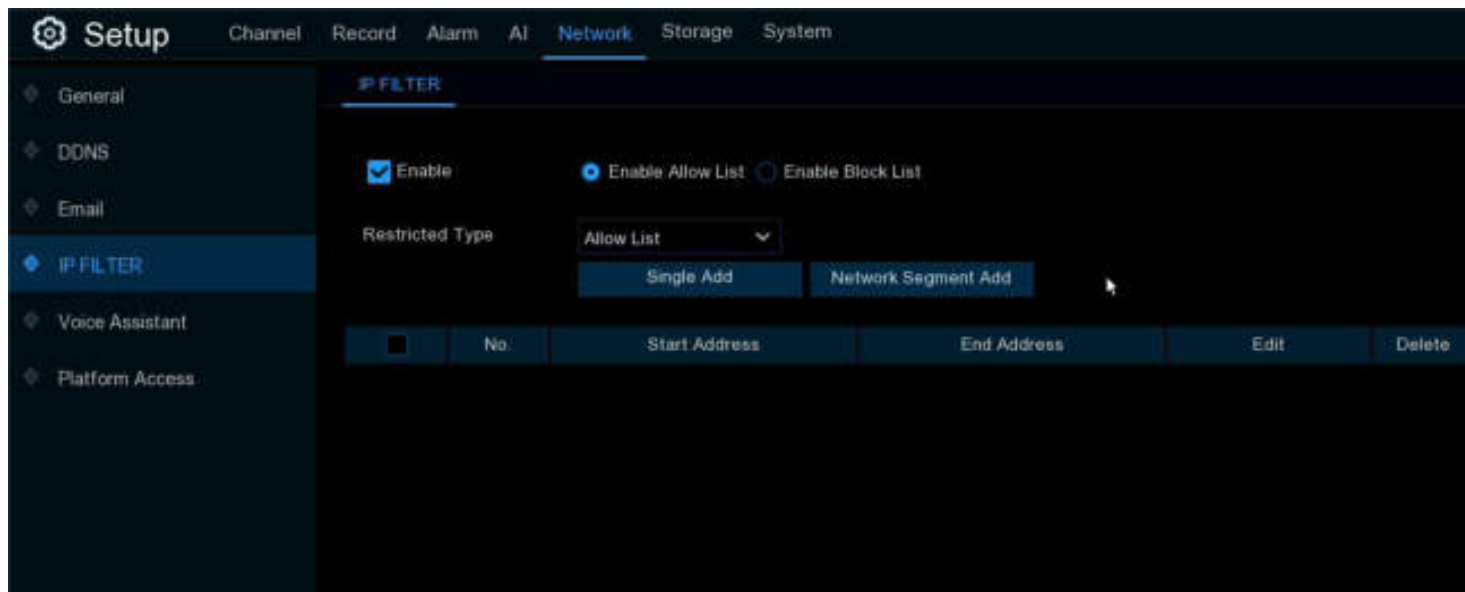 Setup Channel Record Alarm AI Network Storage System
General
DDNS
Email
IP FILTER
Voice Assistant
Platform Access
IP FILTER
Enable Enable Allow List Enable Block List
Restricted Type Allow List
Single Add Network Segment Add
No. Start Address End Address Edit Delete